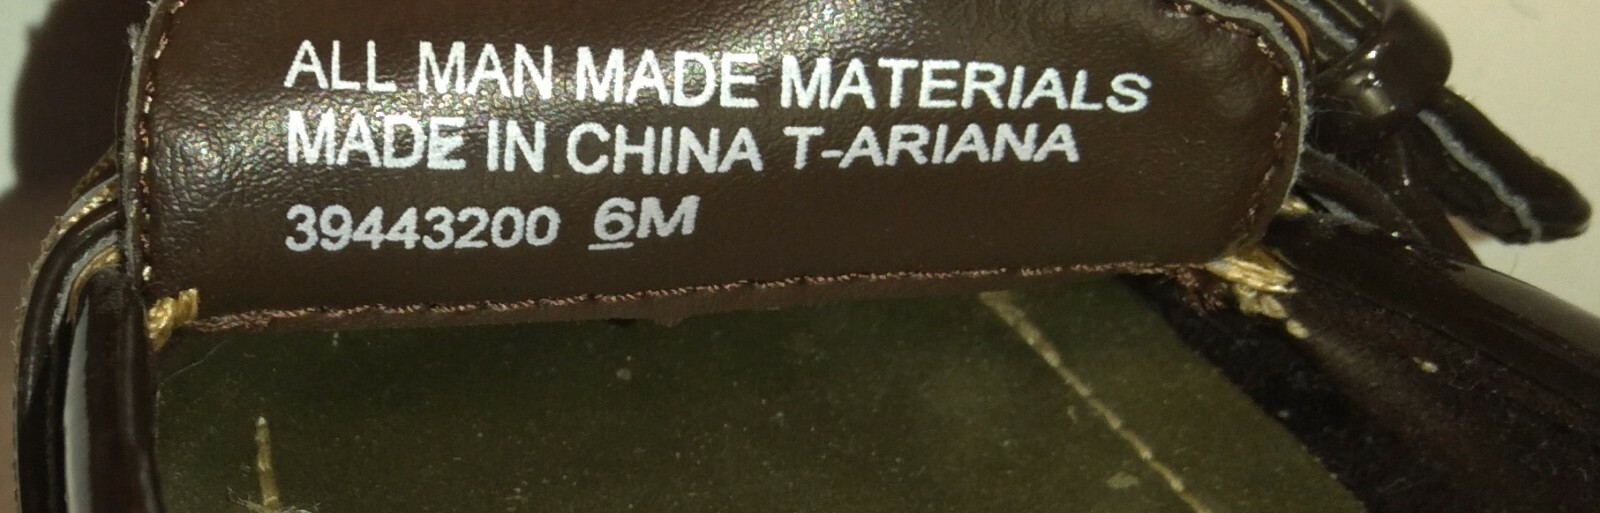 ALL MAN MADE MATERIALS
MADE IN CHINA T-ARIANA
39443200 6M